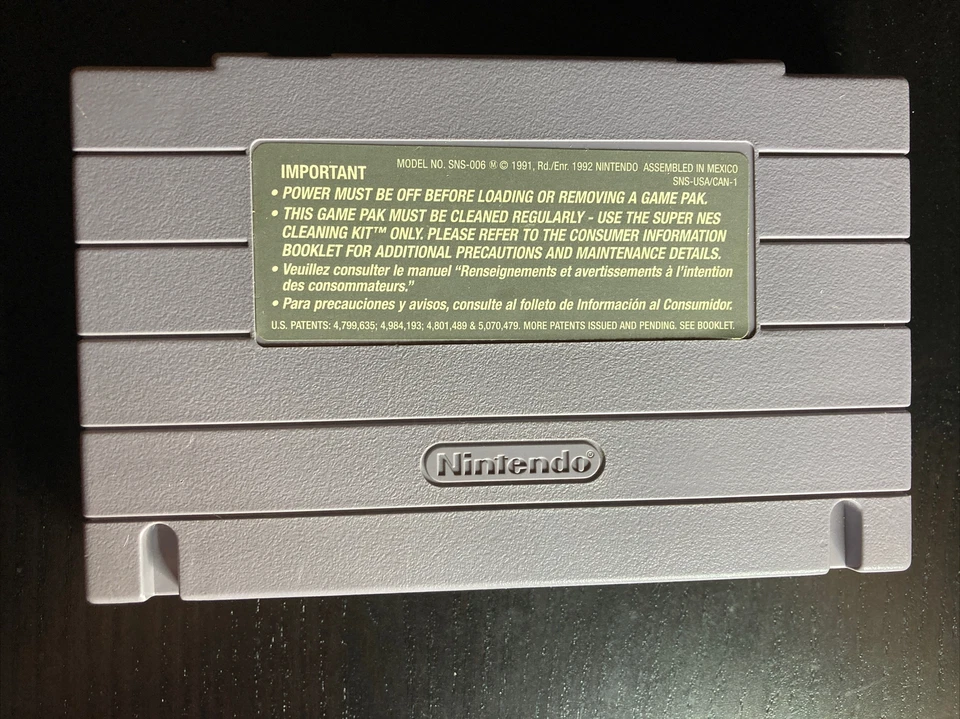 IMPORTANT MODEL NO. SNS-006 Ⓜ © 1991, Rd./Enr. 1992 NINTENDO ASSEMBLED IN MEXICO
SNS-USA/CAN-1
• POWER MUST BE OFF BEFORE LOADING OR REMOVING A GAME PAK.
• THIS GAME PAK MUST BE CLEANED REGULARLY - USE THE SUPER NES
CLEANING KIT™ ONLY. PLEASE REFER TO THE CONSUMER INFORMATION
BOOKLET FOR ADDITIONAL PRECAUTIONS AND MAINTENANCE DETAILS.
• Veuillez consulter le manuel “Renseignements et avertissements à l'intention
des consommateurs.”
• Para precauciones y avisos, consulte al folleto de Información al Consumidor.
U.S. PATENTS: 4,799,635; 4,984,193; 4,801,489 & 5,070,479. MORE PATENTS ISSUED AND PENDING. SEE BOOKLET.
Nintendo®